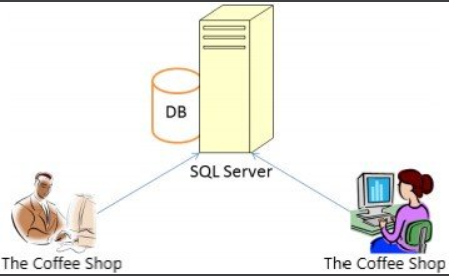 DB
SQL Server
The Coffee Shop
The Coffee Shop